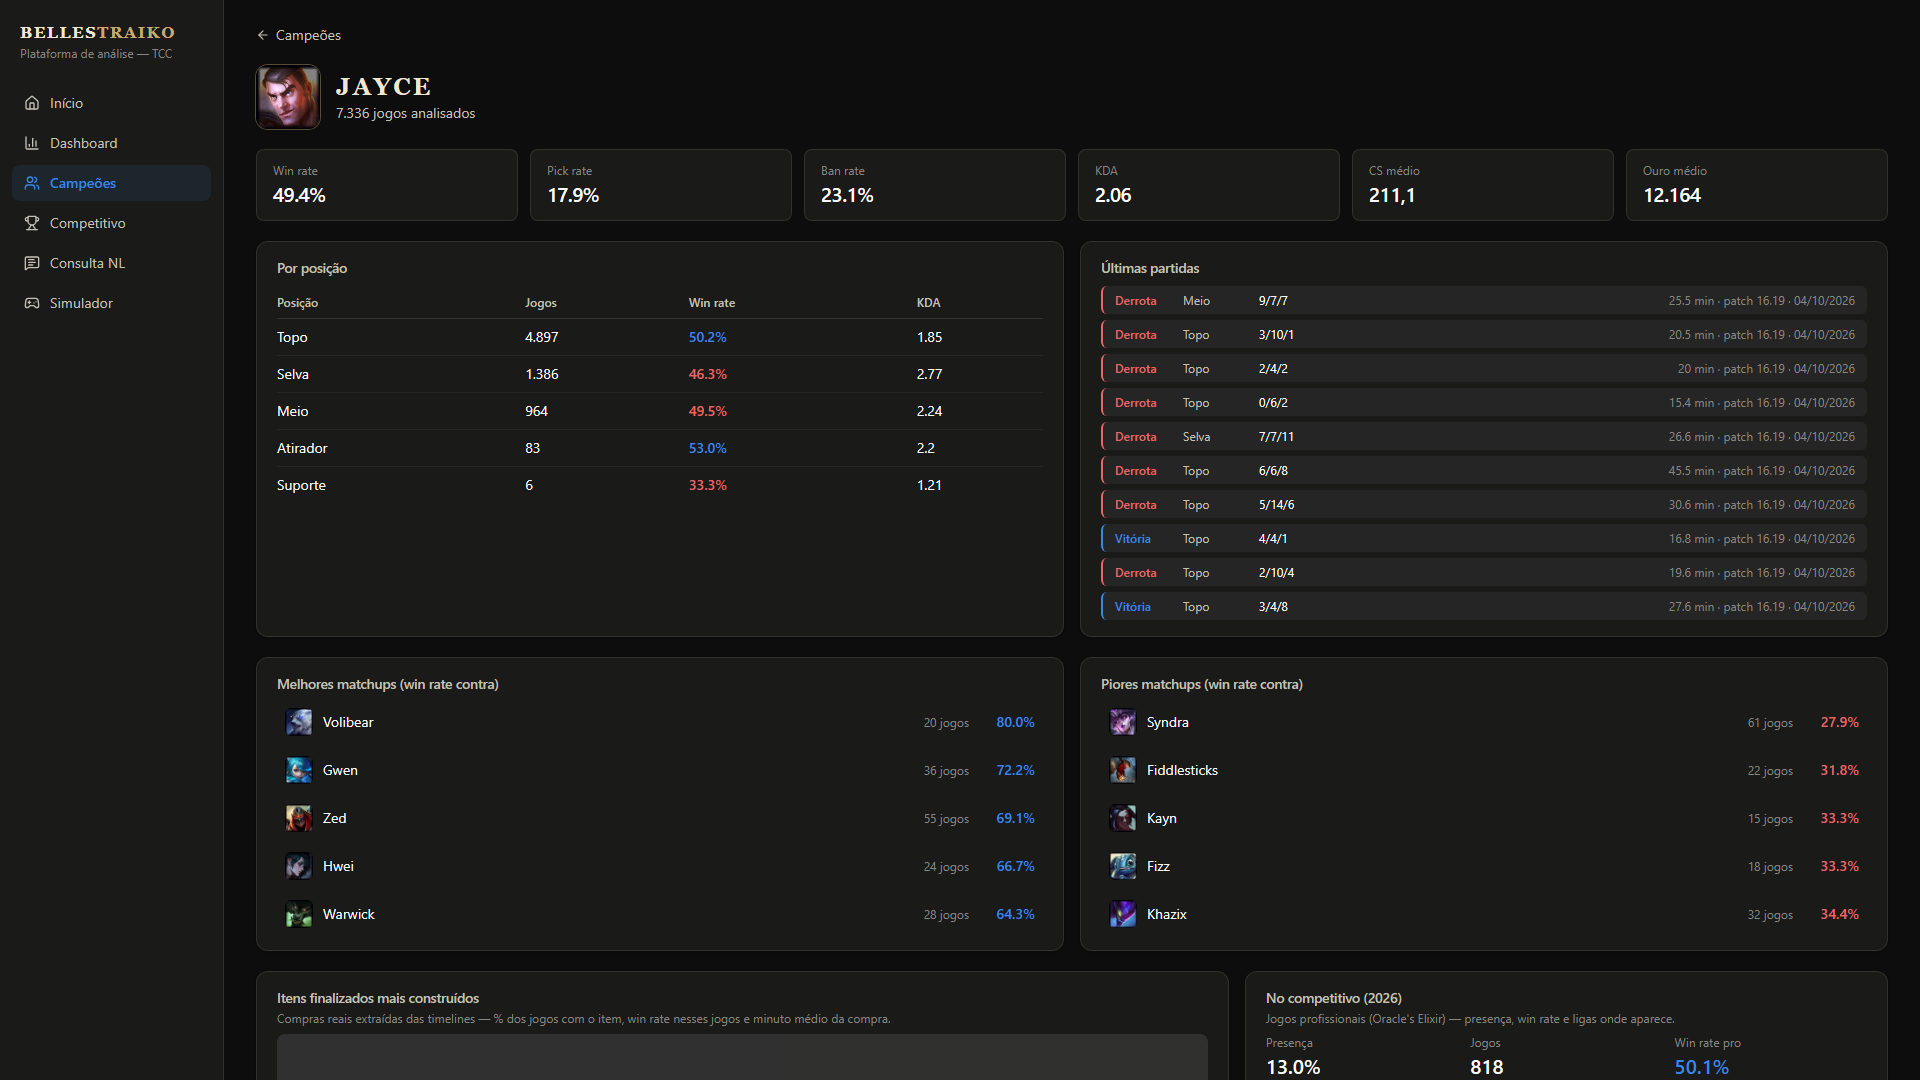 BELLESTRAIKO
Plataforma de análise — TCC
Início
Dashboard
Campeões
Competitivo
Consulta NL
Simulador
← Campeões
JAYCE
7.336 jogos analisados
Win rate
49.4%
Pick rate
17.9%
Ban rate
23.1%
KDA
2.06
CS médio
211,1
Ouro médio
12.164
Por posição
Posição Jogos Win rate KDA
Topo 4.897 50.2% 1.85
Selva 1.386 46.3% 2.77
Meio 964 49.5% 2.24
Atirador 83 53.0% 2.2
Suporte 6 33.3% 1.21
Últimas partidas
Derrota Meio 9/7/7 25.5 min · patch 16.19 · 04/10/2026
Derrota Topo 3/10/1 20.5 min · patch 16.19 · 04/10/2026
Derrota Topo 2/4/2 20 min · patch 16.19 · 04/10/2026
Derrota Topo 0/6/2 15.4 min · patch 16.19 · 04/10/2026
Derrota Selva 7/7/11 26.6 min · patch 16.19 · 04/10/2026
Derrota Topo 6/6/8 45.5 min · patch 16.19 · 04/10/2026
Derrota Topo 5/14/6 30.6 min · patch 16.19 · 04/10/2026
Vitória Topo 4/4/1 16.8 min · patch 16.19 · 04/10/2026
Derrota Topo 2/10/4 19.6 min · patch 16.19 · 04/10/2026
Vitória Topo 3/4/8 27.6 min · patch 16.19 · 04/10/2026
Melhores matchups (win rate contra)
Volibear 20 jogos 80.0%
Gwen 36 jogos 72.2%
Zed 55 jogos 69.1%
Hwei 24 jogos 66.7%
Warwick 28 jogos 64.3%
Piores matchups (win rate contra)
Syndra 61 jogos 27.9%
Fiddlesticks 22 jogos 31.8%
Kayn 15 jogos 33.3%
Fizz 18 jogos 33.3%
Khazix 32 jogos 34.4%
Itens finalizados mais construídos
Compras reais extraídas das timelines — % dos jogos com o item, win rate nesses jogos e minuto médio da compra.
No competitivo (2026)
Jogos profissionais (Oracle's Elixir) — presença, win rate e ligas onde aparece.
Presença Jogos Win rate pro
13.0% 818 50.1%